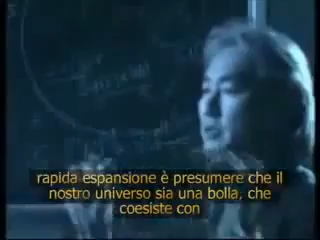 rapida espansione è presumere che il
nostro universo sia una bolla, che
coesiste con